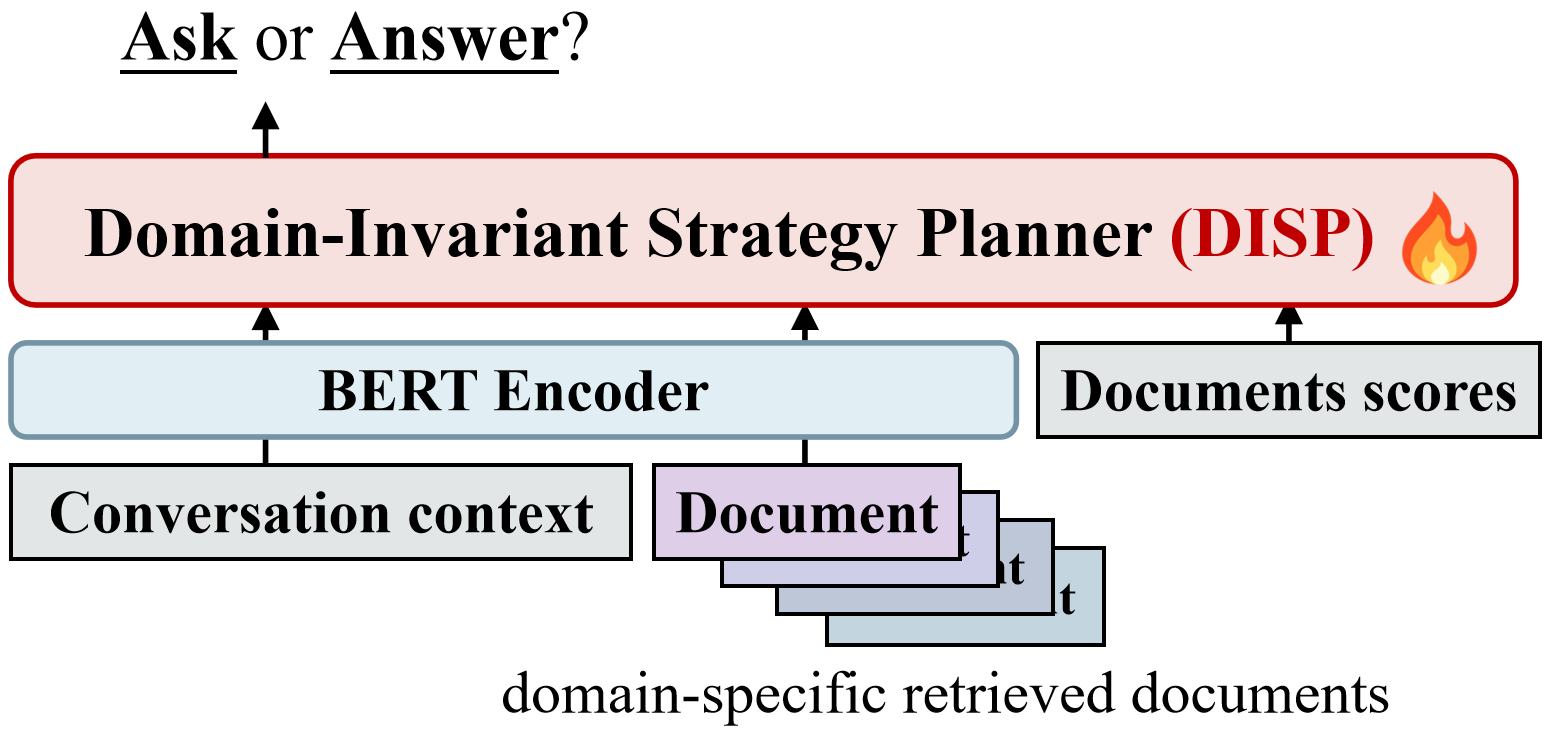 Ask or Answer?
Domain-Invariant Strategy Planner (DISP)
BERT Encoder
Documents scores
Conversation context
Document
domain-specific retrieved documents